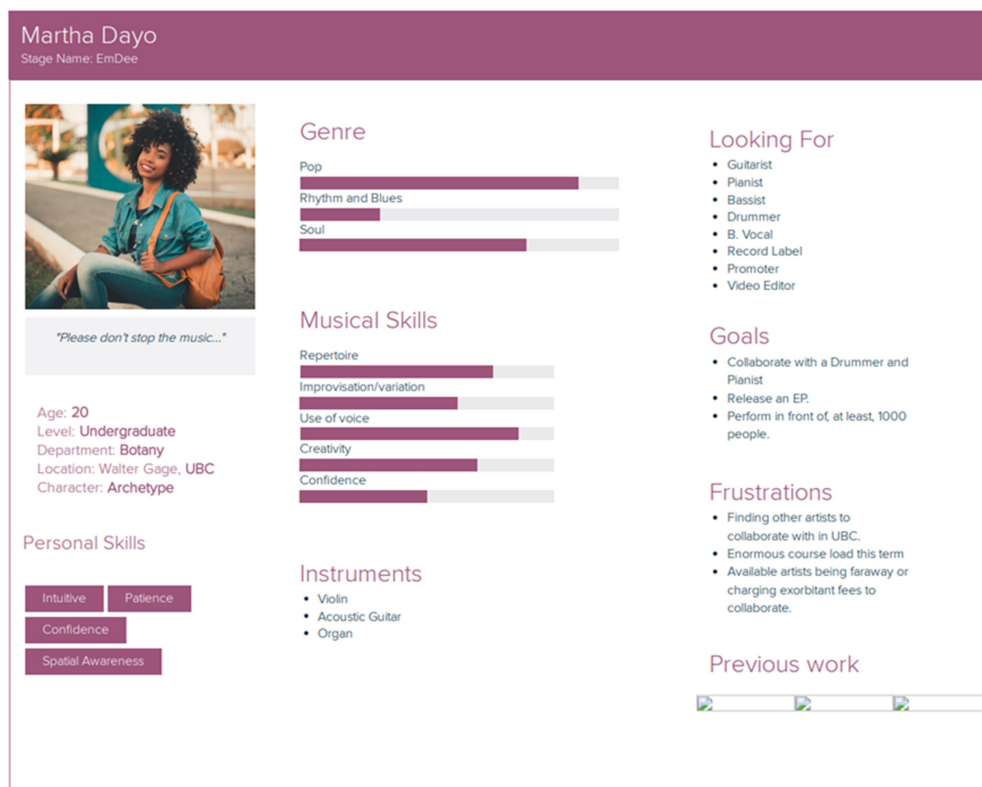 Martha Dayo
Stage Name: EmDee
"Please don't stop the music..."
Age: 20
Level: Undergraduate
Department: Botany
Location: Walter Gage, UBC
Character: Archetype
Personal Skills
Intuitive
Patience
Confidence
Spatial Awareness
Genre
Pop
Rhythm and Blues
Soul
Musical Skills
Repertoire
Improvisation/variation
Use of voice
Creativity
Confidence
Instruments
• Violin
• Acoustic Guitar
• Organ
Looking For
• Guitarist
• Pianist
• Bassist
• Drummer
• B. Vocal
• Record Label
• Promoter
• Video Editor
Goals
• Collaborate with a Drummer and
Pianist
• Release an EP.
• Perform in front of, at least, 1000
people.
Frustrations
• Finding other artists to
collaborate with in UBC.
• Enormous course load this term
• Available artists being faraway or
charging exorbitant fees to
collaborate.
Previous work